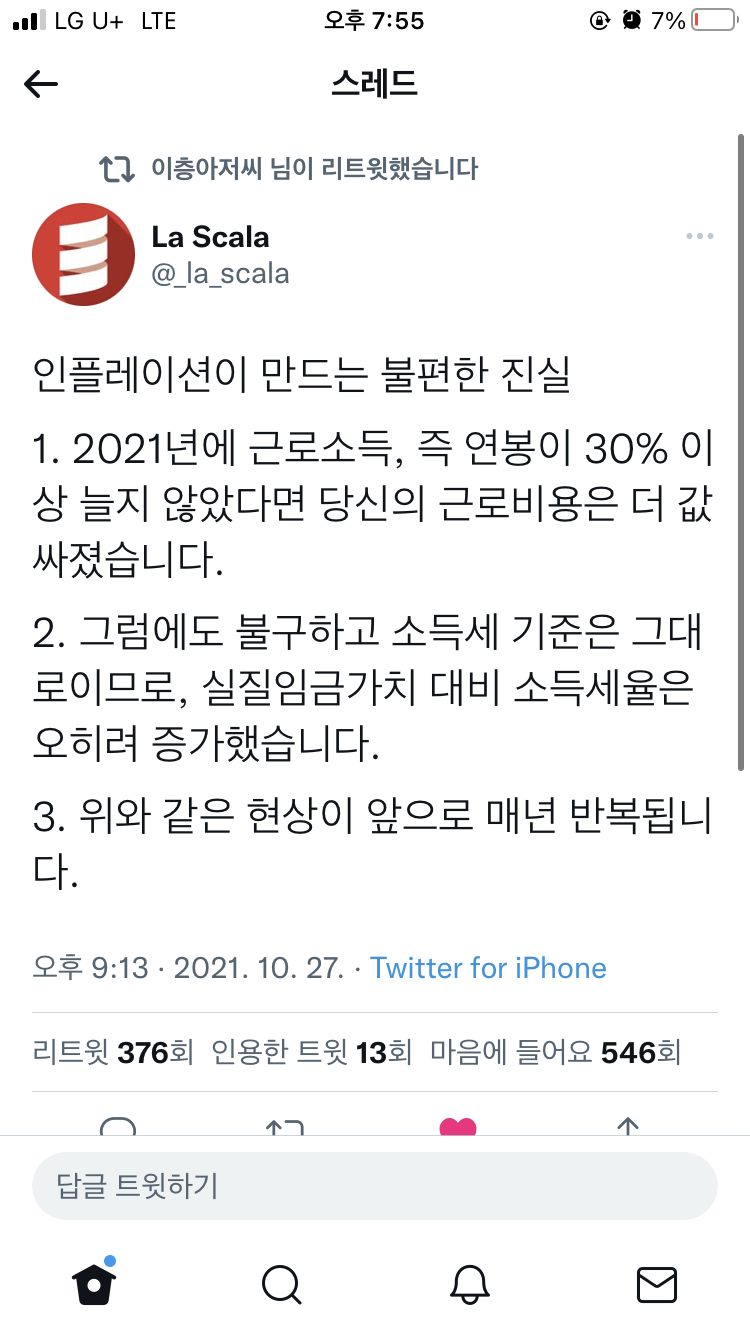 LG U+ LTE 오후 7:55 7%
스레드
이층아저씨 님이 리트윗했습니다
La Scala
@_la_scala
인플레이션이 만드는 불편한 진실
1. 2021년에 근로소득, 즉 연봉이 30% 이
상 늘지 않았다면 당신의 근로비용은 더 값
싸졌습니다.
2. 그럼에도 불구하고 소득세 기준은 그대
로이므로, 실질임금가치 대비 소득세율은
오히려 증가했습니다.
3. 위와 같은 현상이 앞으로 매년 반복됩니
다.
오후 9:13 · 2021. 10. 27. · Twitter for iPhone
리트윗 376회 인용한 트윗 13회 마음에 들어요 546회
답글 트윗하기